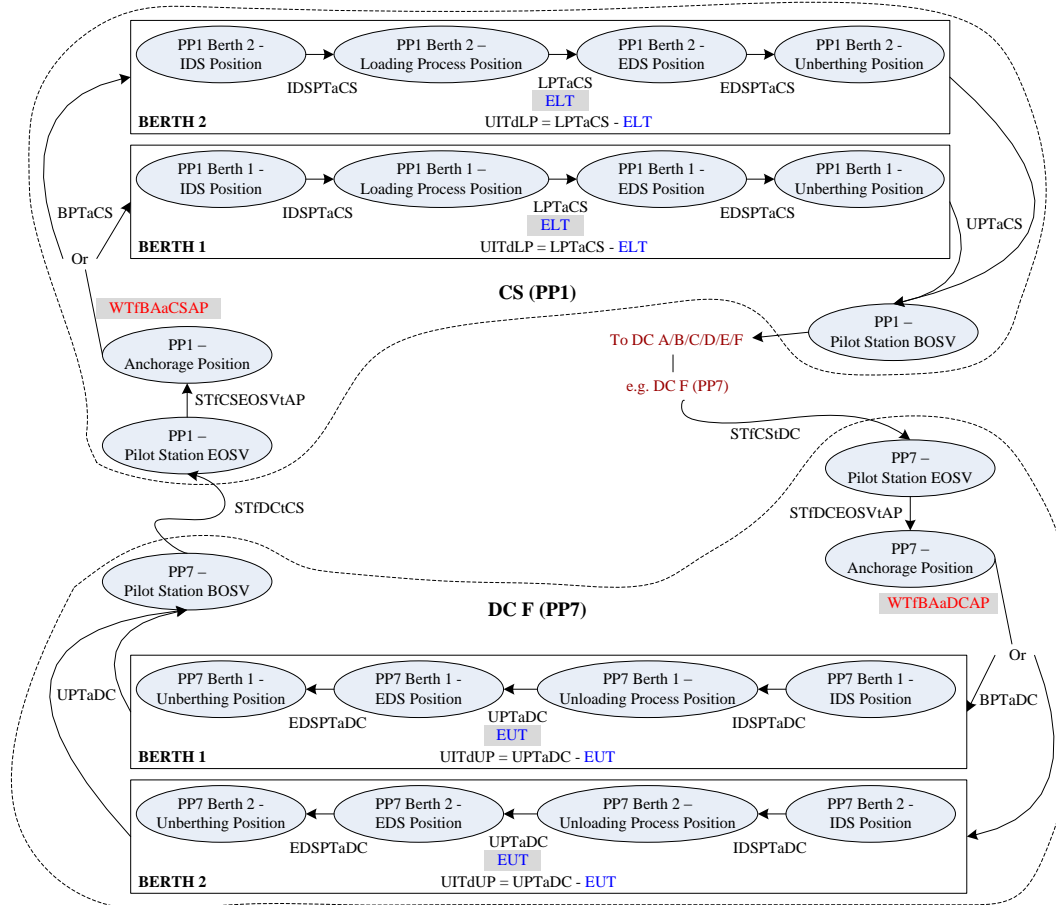 PP1 Berth 2 -
IDS Position
PP1 Berth 2 –
Loading Process Position
PP1 Berth 2 -
EDS Position
PP1 Berth 2 -
Unberthing Position
IDSPTaCS
LPTaCS
ELT
EDSPTaCS
UITdLP = LPTaCS - ELT
BERTH 2
PP1 Berth 1 -
IDS Position
PP1 Berth 1 –
Loading Process Position
PP1 Berth 1 -
EDS Position
PP1 Berth 1 -
Unberthing Position
IDSPTaCS
LPTaCS
ELT
EDSPTaCS
UITdLP = LPTaCS - ELT
BERTH 1
BPTaCS
UPTaCS
Or
CS (PP1)
WTfBAaCSAP
PP1 –
Anchorage Position
STfCSEOSVtAP
PP1 –
Pilot Station EOSV
PP1 –
Pilot Station BOSV
To DC A/B/C/D/E/F
e.g. DC F (PP7)
STfCStDC
STfDCtCS
PP7 –
Pilot Station EOSV
STfDCEOSVtAP
PP7 –
Anchorage Position
WTfBAaDCAP
PP7 –
Pilot Station BOSV
DC F (PP7)
Or
UPTaDC
BPTaDC
PP7 Berth 1 -
Unberthing Position
PP7 Berth 1 -
EDS Position
PP7 Berth 1 –
Unloading Process Position
PP7 Berth 1 -
IDS Position
EDSPTaDC
UPTaDC
EUT
IDSPTaDC
UITdUP = UPTaDC - EUT
BERTH 1
PP7 Berth 2 -
Unberthing Position
PP7 Berth 2 -
EDS Position
PP7 Berth 2 –
Unloading Process Position
PP7 Berth 2 -
IDS Position
EDSPTaDC
UPTaDC
EUT
IDSPTaDC
UITdUP = UPTaDC - EUT
BERTH 2